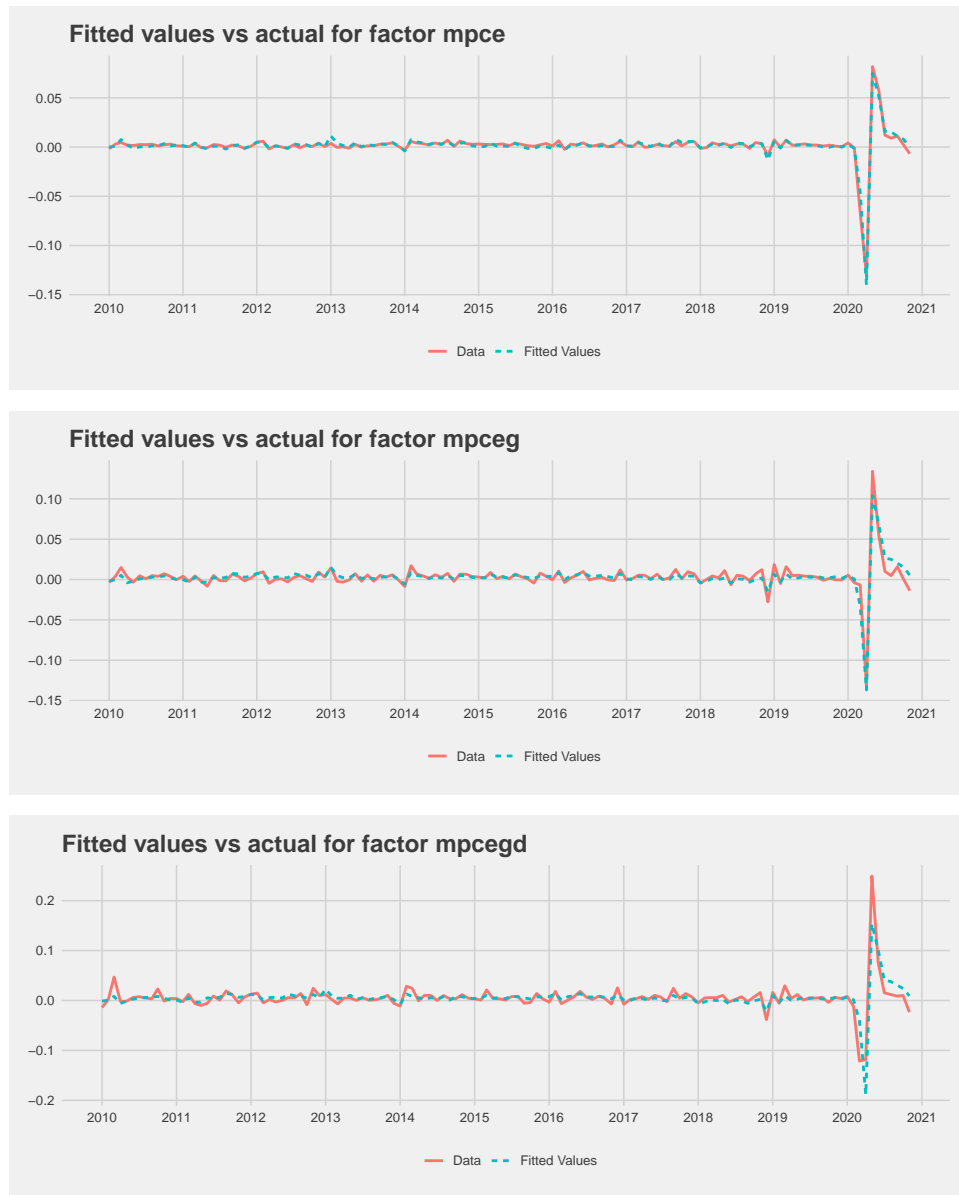 Fitted values vs actual for factor mpce
0.05
0.00
−0.05
−0.10
−0.15
2010 2011 2012 2013 2014 2015 2016 2017 2018 2019 2020 2021
Data Fitted Values
Fitted values vs actual for factor mpceg
0.10
0.05
0.00
−0.05
−0.10
−0.15
2010 2011 2012 2013 2014 2015 2016 2017 2018 2019 2020 2021
Data Fitted Values
Fitted values vs actual for factor mpcegd
0.2
0.1
0.0
−0.1
−0.2
2010 2011 2012 2013 2014 2015 2016 2017 2018 2019 2020 2021
Data Fitted Values